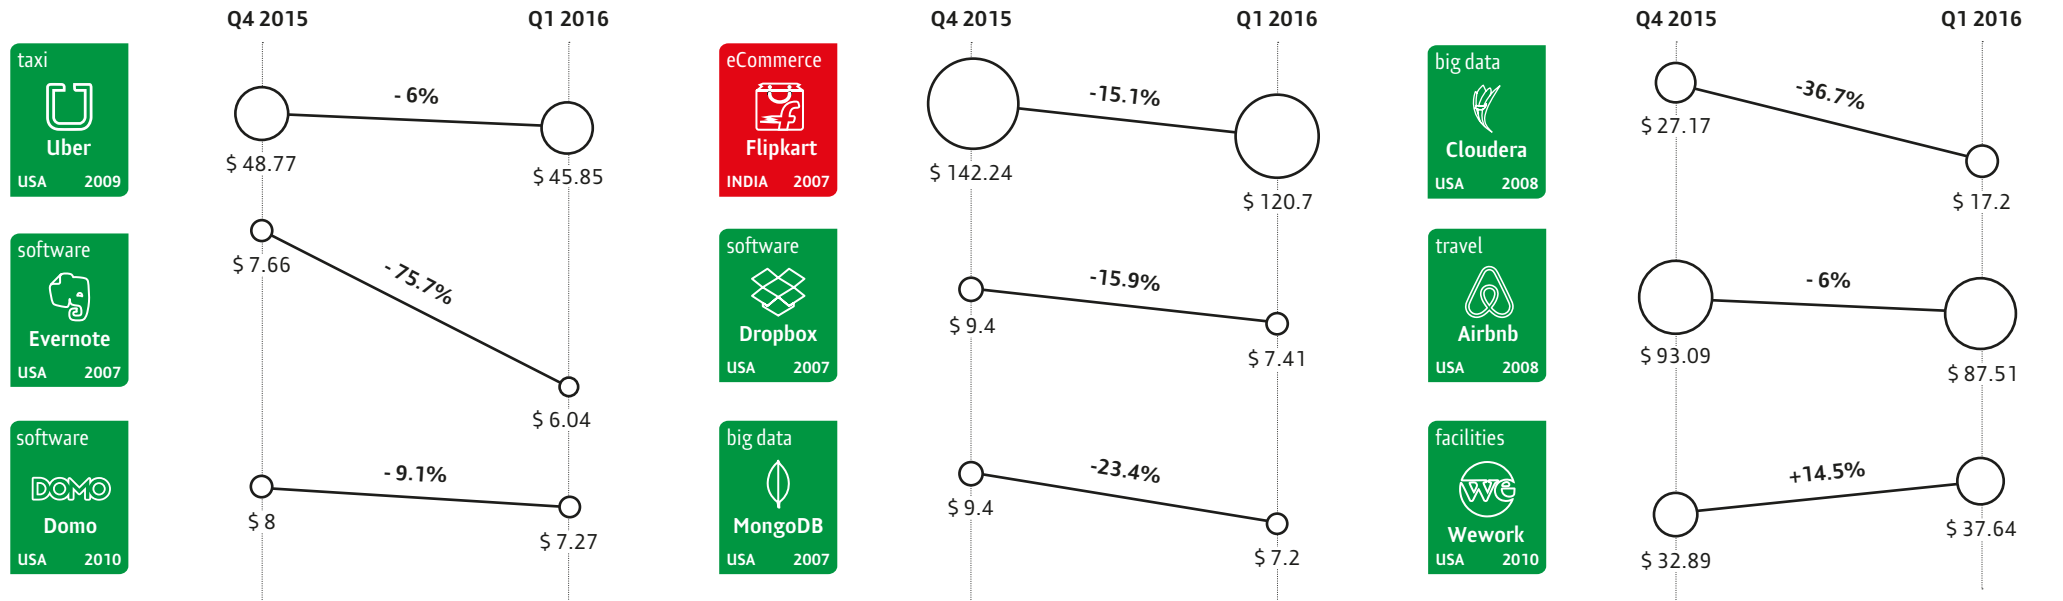 Q4 2015 Q1 2016
taxi
Uber
USA 2009
- 6%
$ 48.77
$ 45.85
software
Evernote
USA 2007
$ 7.66
- 75.7%
$ 6.04
software
DOMO
Domo
USA 2010
- 9.1%
$ 8
$ 7.27
Q4 2015 Q1 2016
eCommerce
f
Flipkart
INDIA 2007
-15.1%
$ 142.24
$ 120.7
software
Dropbox
USA 2007
-15.9%
$ 9.4
$ 7.41
big data
MongoDB
USA 2007
-23.4%
$ 9.4
$ 7.2
Q4 2015 Q1 2016
big data
Cloudera
USA 2008
-36.7%
$ 27.17
$ 17.2
travel
Airbnb
USA 2008
- 6%
$ 93.09
$ 87.51
facilities
we
Wework
USA 2010
+14.5%
$ 32.89
$ 37.64